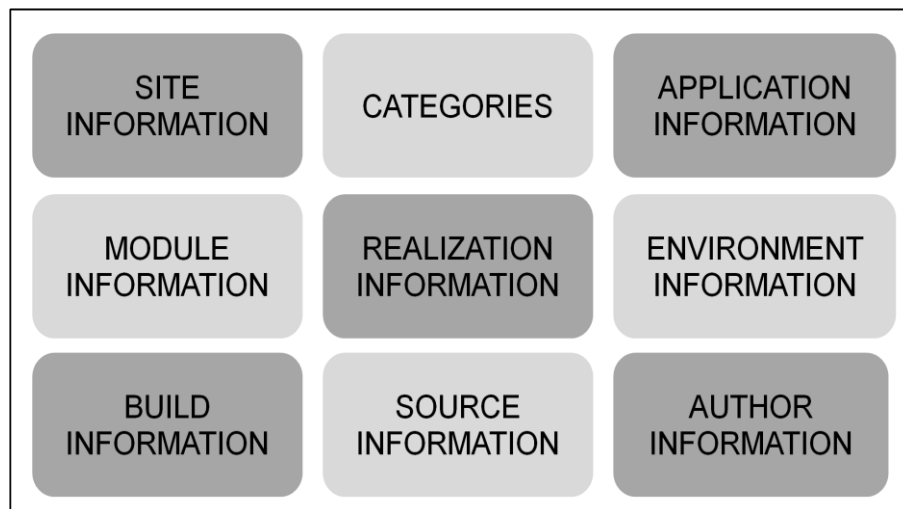 SITE
INFORMATION
CATEGORIES
APPLICATION
INFORMATION
MODULE
INFORMATION
REALIZATION
INFORMATION
ENVIRONMENT
INFORMATION
BUILD
INFORMATION
SOURCE
INFORMATION
AUTHOR
INFORMATION